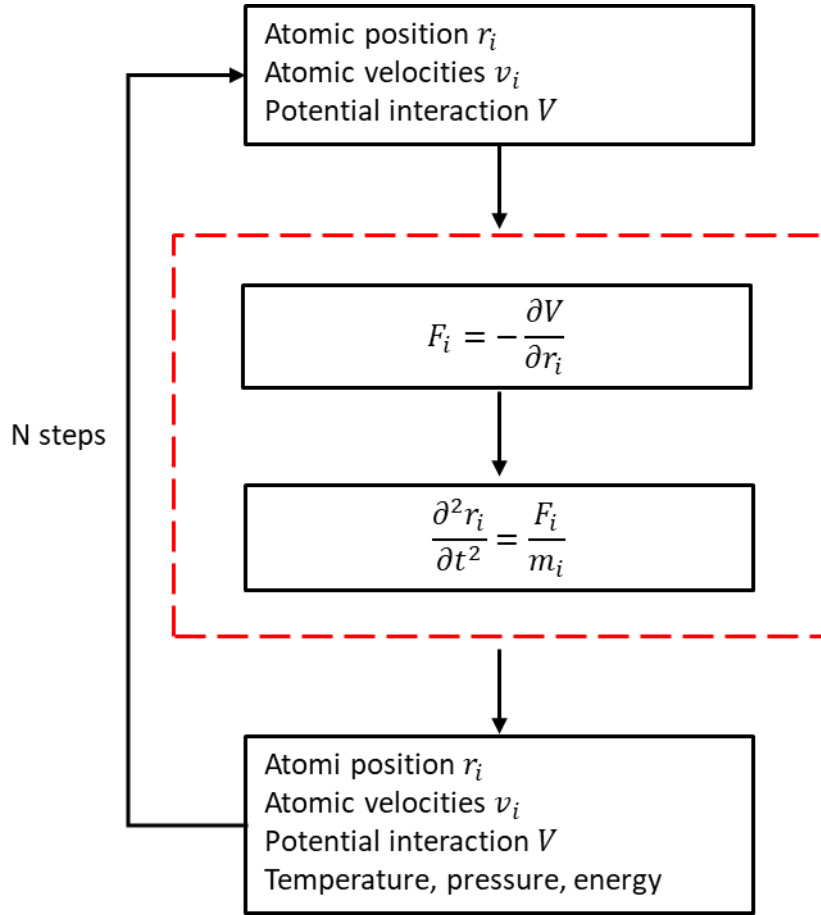 Atomic position r_i
Atomic velocities v_i
Potential interaction V
F_i = -∂V/∂r_i
N steps
∂²r_i/∂t² = F_i/m_i
Atomi position r_i
Atomic velocities v_i
Potential interaction V
Temperature, pressure, energy